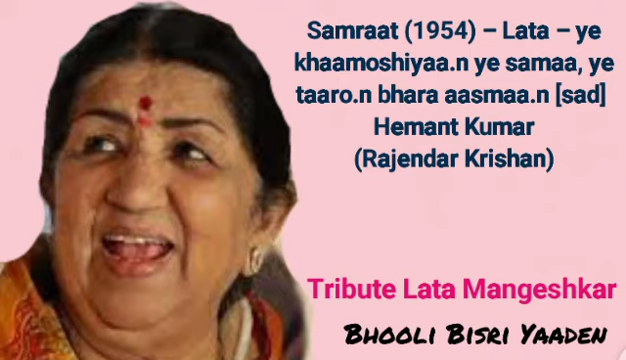 Samraat (1954) – Lata – ye
khaamoshiyaa.n ye samaa, ye
taaro.n bhara aasmaa.n [sad]
Hemant Kumar
(Rajendar Krishan)
Tribute Lata Mangeshkar
Bhooli Bisri Yaaden